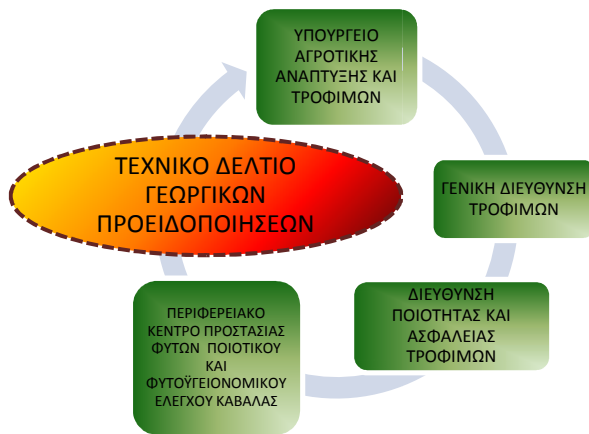 ΥΠΟΥΡΓΕΙΟ
ΑΓΡΟΤΙΚΗΣ
ΑΝΑΠΤΥΞΗΣ ΚΑΙ
ΤΡΟΦΙΜΩΝ
ΓΕΝΙΚΗ ΔΙΕΥΘΥΝΣΗ
ΤΡΟΦΙΜΩΝ
ΔΙΕΥΘΥΝΣΗ
ΠΟΙΟΤΗΤΑΣ ΚΑΙ
ΑΣΦΑΛΕΙΑΣ
ΤΡΟΦΙΜΩΝ
ΠΕΡΙΦΕΡΕΙΑΚΟ
ΚΕΝΤΡΟ ΠΡΟΣΤΑΣΙΑΣ
ΦΥΤΩΝ ΠΟΙΟΤΙΚΟΥ
ΚΑΙ
ΦΥΤΟΫΓΕΙΟΝΟΜΙΚΟΥ
ΕΛΕΓΧΟΥ ΚΑΒΑΛΑΣ
ΤΕΧΝΙΚΟ ΔΕΛΤΙΟ
ΓΕΩΡΓΙΚΩΝ
ΠΡΟΕΙΔΟΠΟΙΗΣΕΩΝ